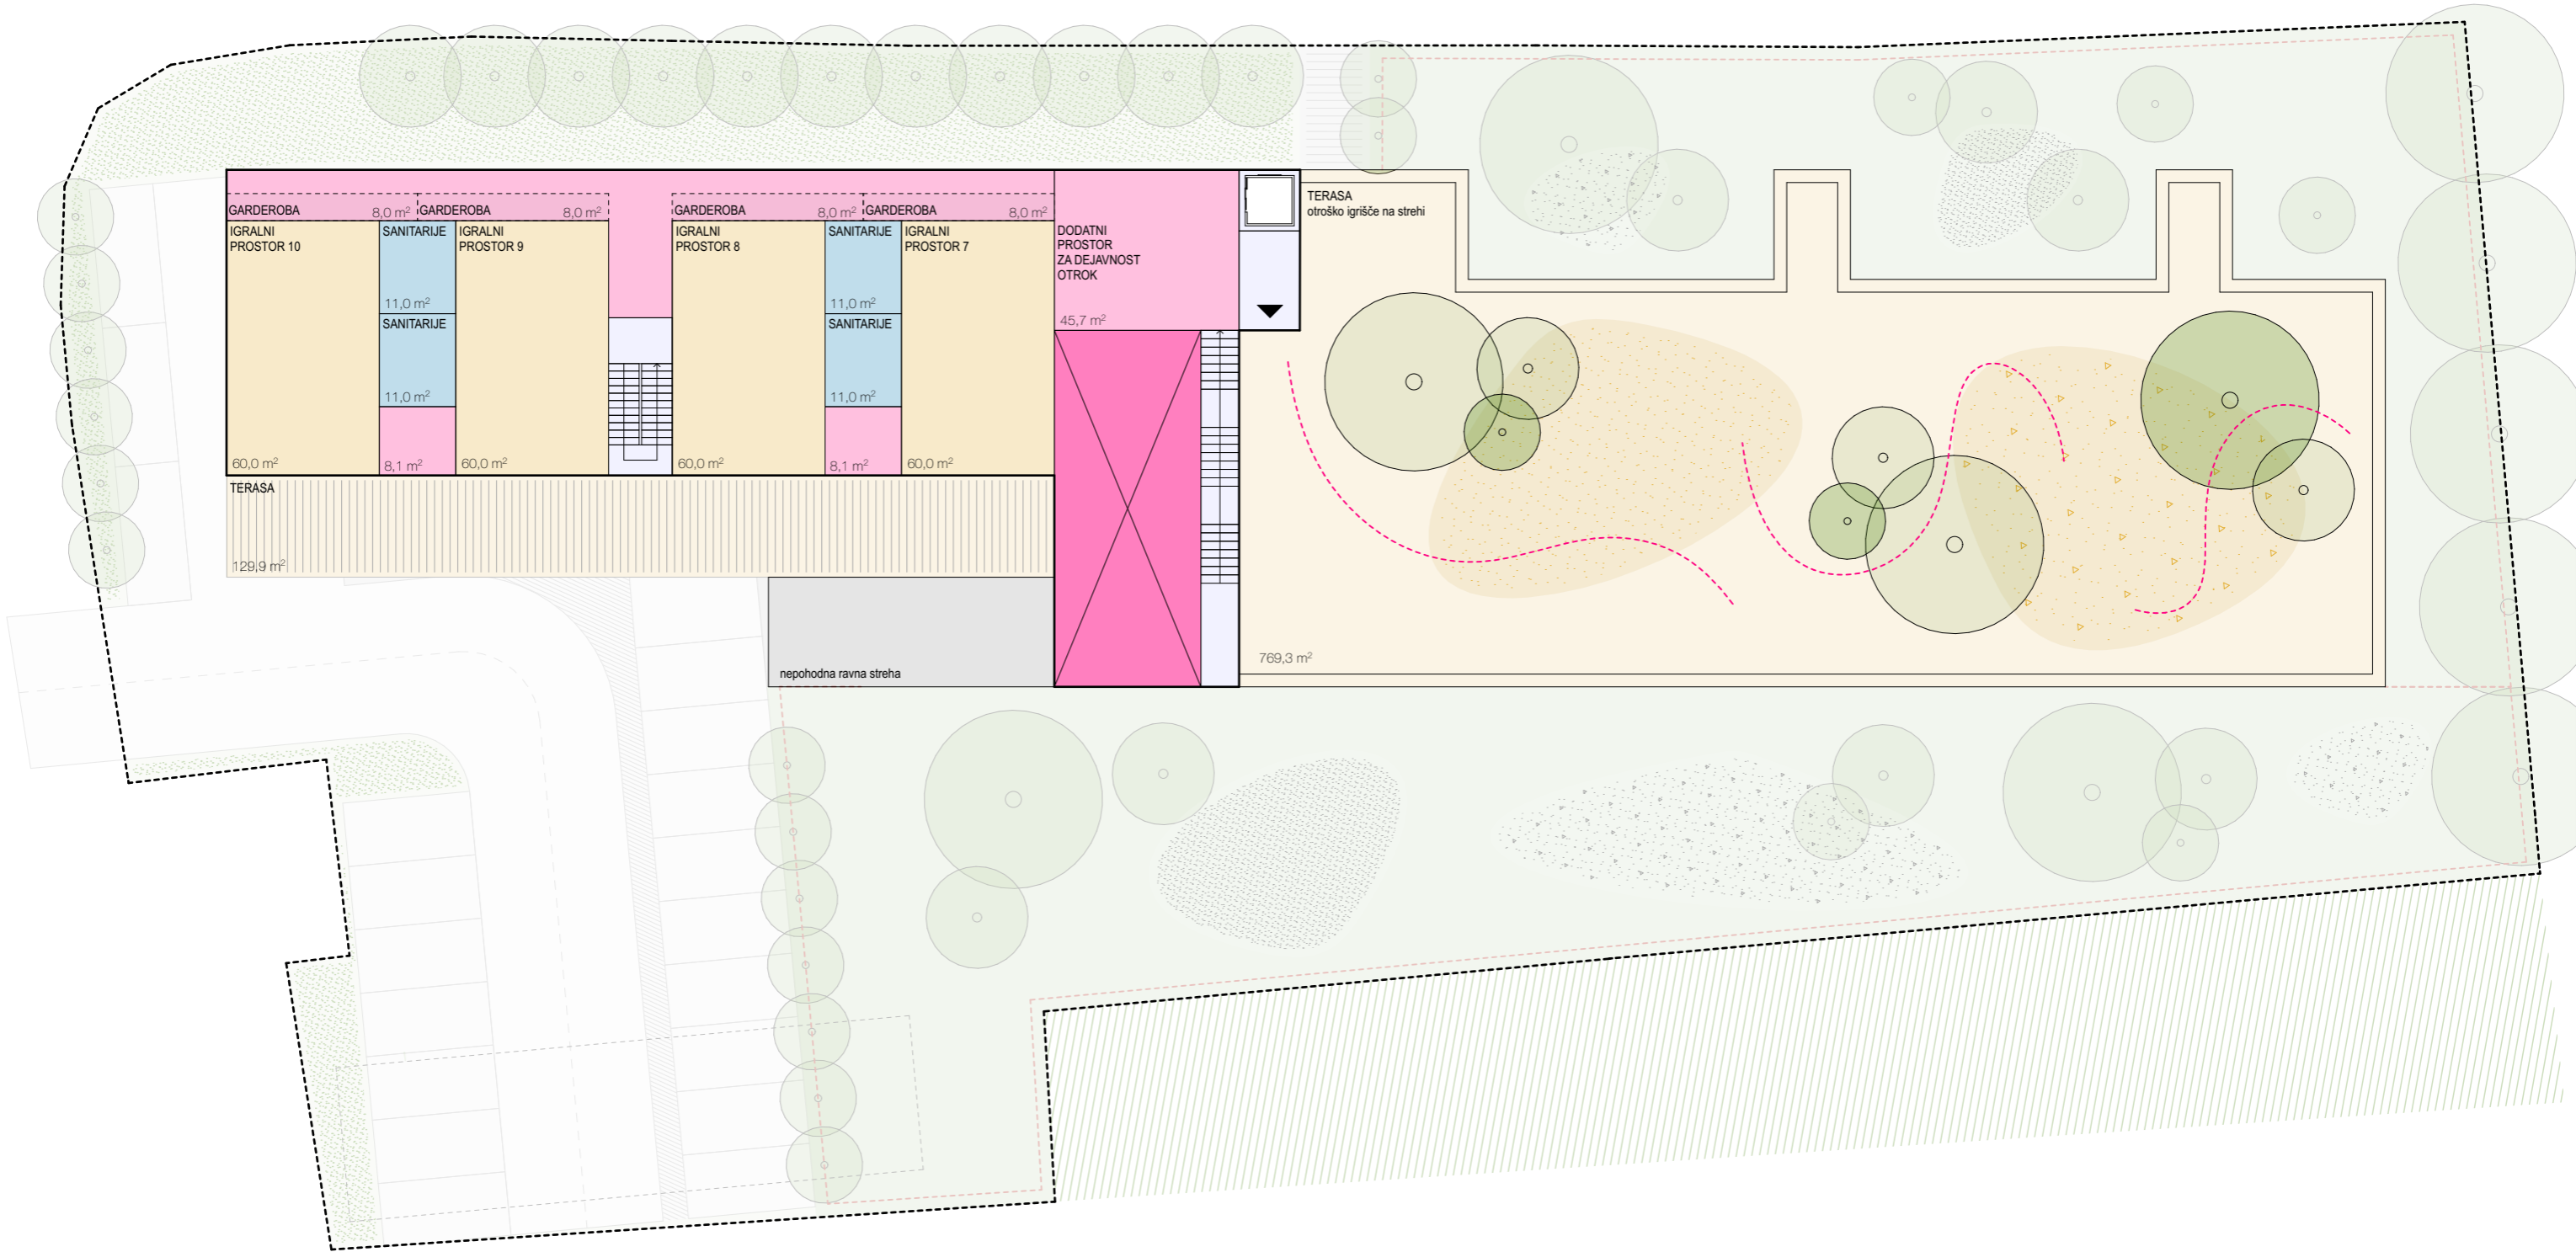 GARDEROBA 8,0 m² GARDEROBA 8,0 m² GARDEROBA 8,0 m² GARDEROBA 8,0 m²
IGRALNI
PROSTOR 10
60,0 m²
SANITARIJE
11,0 m²
SANITARIJE
11,0 m²
8,1 m²
IGRALNI
PROSTOR 9
60,0 m²
IGRALNI
PROSTOR 8
60,0 m²
SANITARIJE
11,0 m²
SANITARIJE
11,0 m²
8,1 m²
IGRALNI
PROSTOR 7
60,0 m²
DODATNI
PROSTOR
ZA DEJAVNOST
OTROK
45,7 m²
TERASA
otroško igrišče na strehi
769,3 m²
TERASA
129,9 m²
nepohodna ravna streha